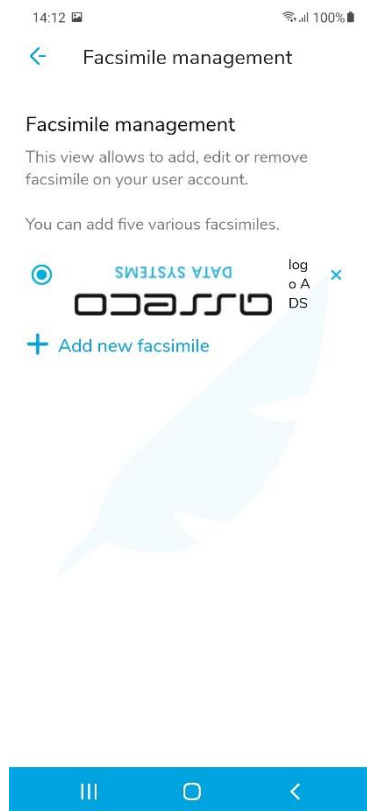 14:12 100%
Facsimile management
Facsimile management
This view allows to add, edit or remove
facsimile on your user account.
You can add five various facsimiles.
DATA SYSTEMS
asseco
log
o A
DS
Add new facsimile